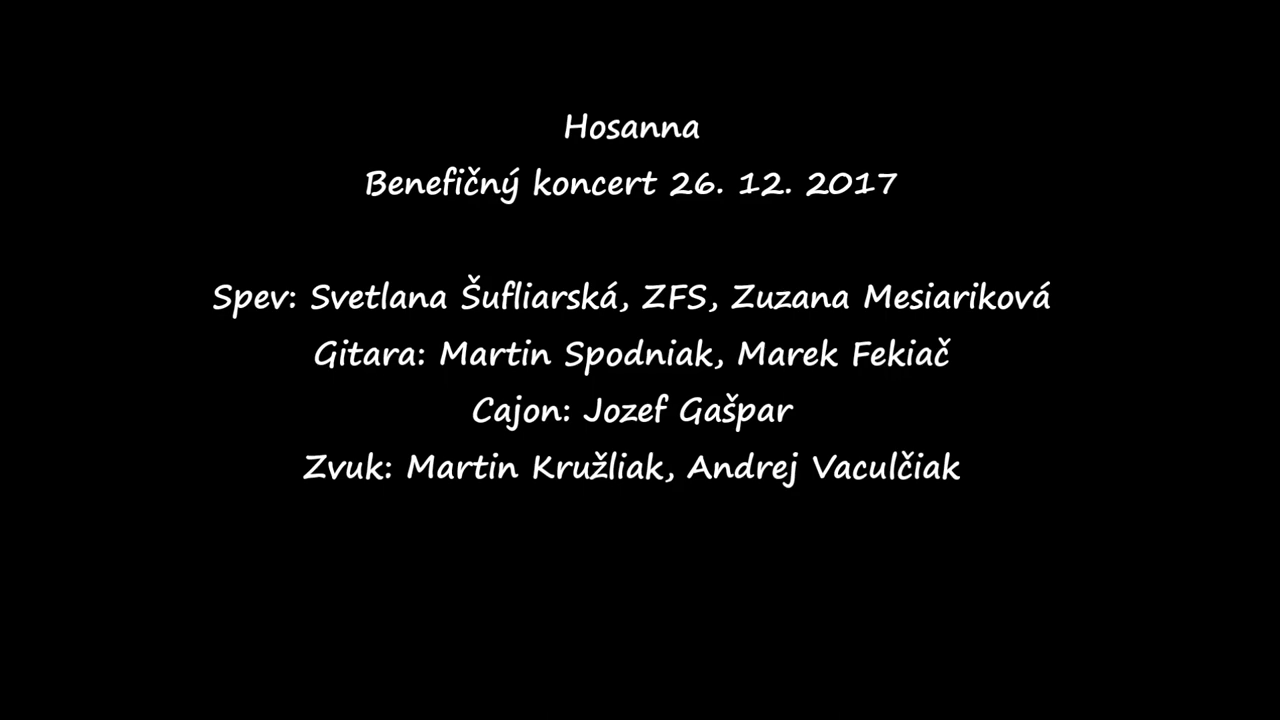 Hosanna
Benefičný koncert 26. 12. 2017
Spev: Svetlana Šufliarská, ZFS, Zuzana Mesiariková
Gitara: Martin Spodniak, Marek Fekiač
Cajon: Jozef Gašpar
Zvuk: Martin Kružliak, Andrej Vaculčiak